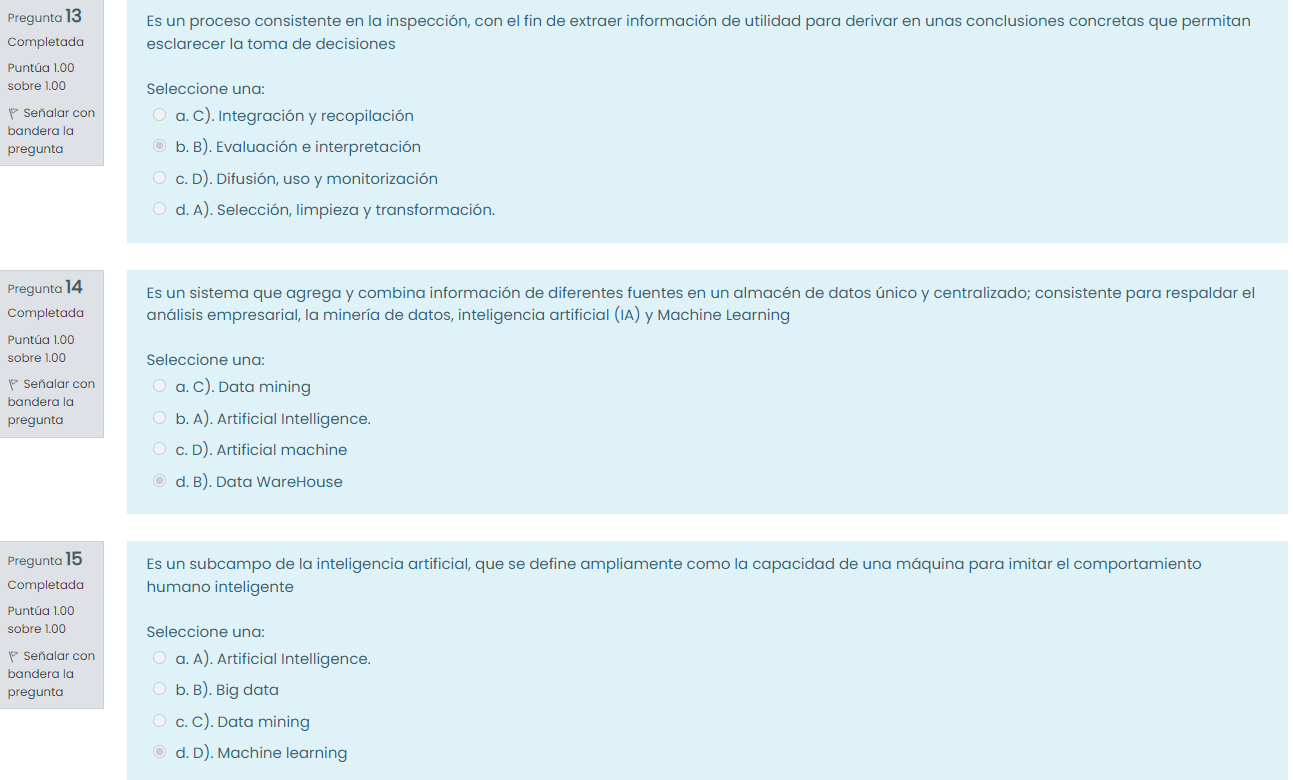 Pregunta 13
Completada
Puntúa 1.00
sobre 1.00
Señalar con
bandera la
pregunta
Es un proceso consistente en la inspección, con el fin de extraer información de utilidad para derivar en unas conclusiones concretas que permitan
esclarecer la toma de decisiones
Seleccione una:
a. C). Integración y recopilación
b. B). Evaluación e interpretación
c. D). Difusión, uso y monitorización
d. A). Selección, limpieza y transformación.
Pregunta 14
Completada
Puntúa 1.00
sobre 1.00
Señalar con
bandera la
pregunta
Es un sistema que agrega y combina información de diferentes fuentes en un almacén de datos único y centralizado; consistente para respaldar el
análisis empresarial, la minería de datos, inteligencia artificial (IA) y Machine Learning
Seleccione una:
a. C). Data mining
b. A). Artificial Intelligence.
c. D). Artificial machine
d. B). Data WareHouse
Pregunta 15
Completada
Puntúa 1.00
sobre 1.00
Señalar con
bandera la
pregunta
Es un subcampo de la inteligencia artificial, que se define ampliamente como la capacidad de una máquina para imitar el comportamiento
humano inteligente
Seleccione una:
a. A). Artificial Intelligence.
b. B). Big data
c. C). Data mining
d. D). Machine learning